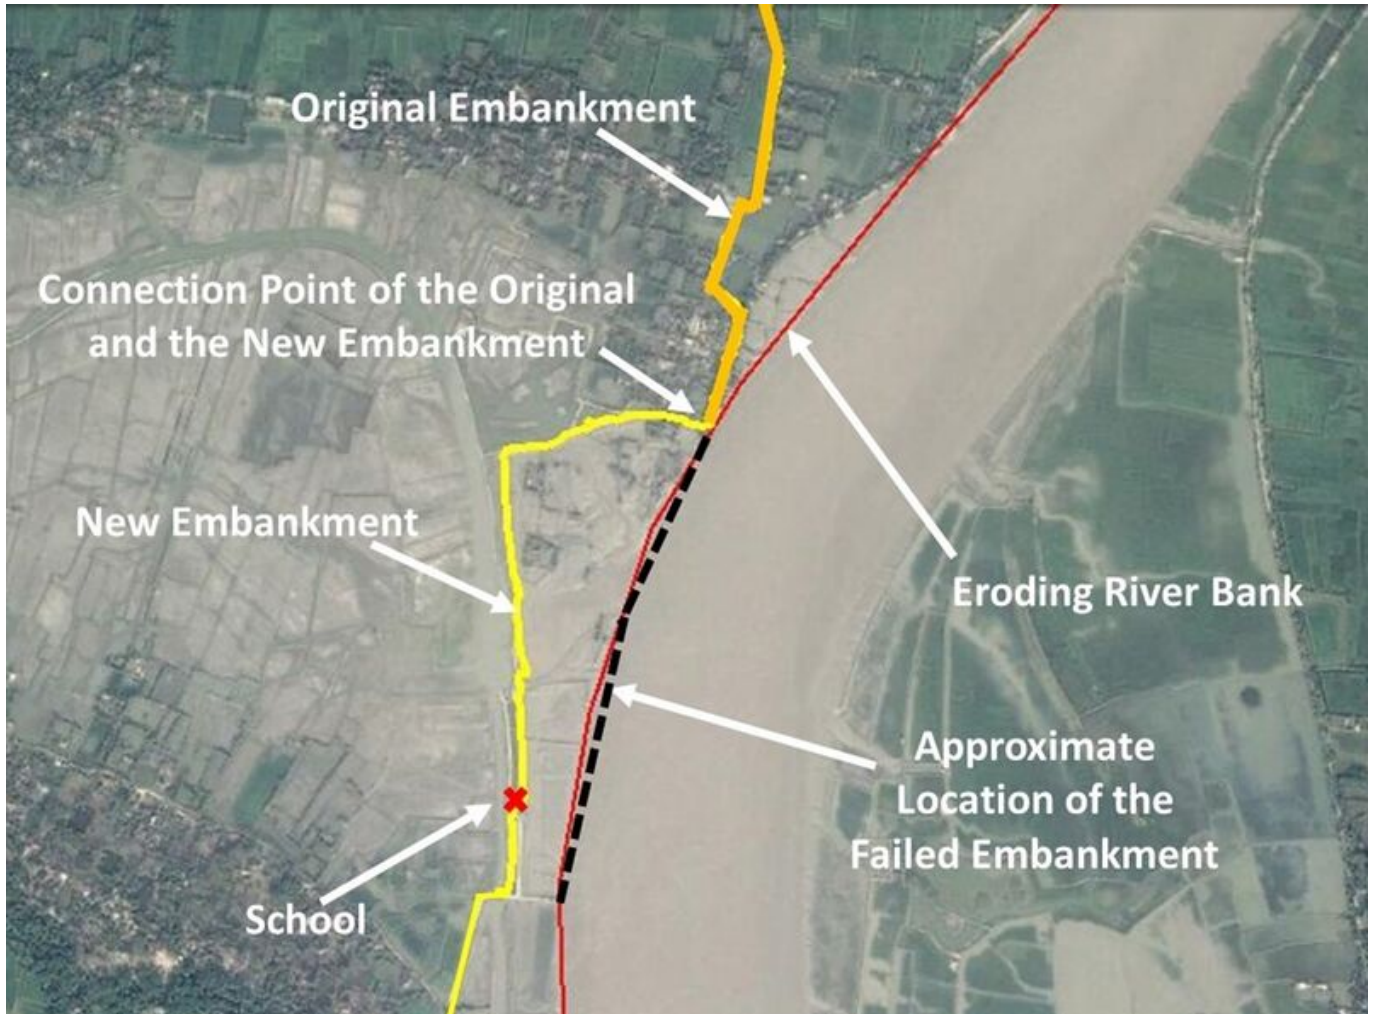 Original Embankment
Connection Point of the Original
and the New Embankment
New Embankment
Eroding River Bank
Approximate
Location of the
Failed Embankment
School